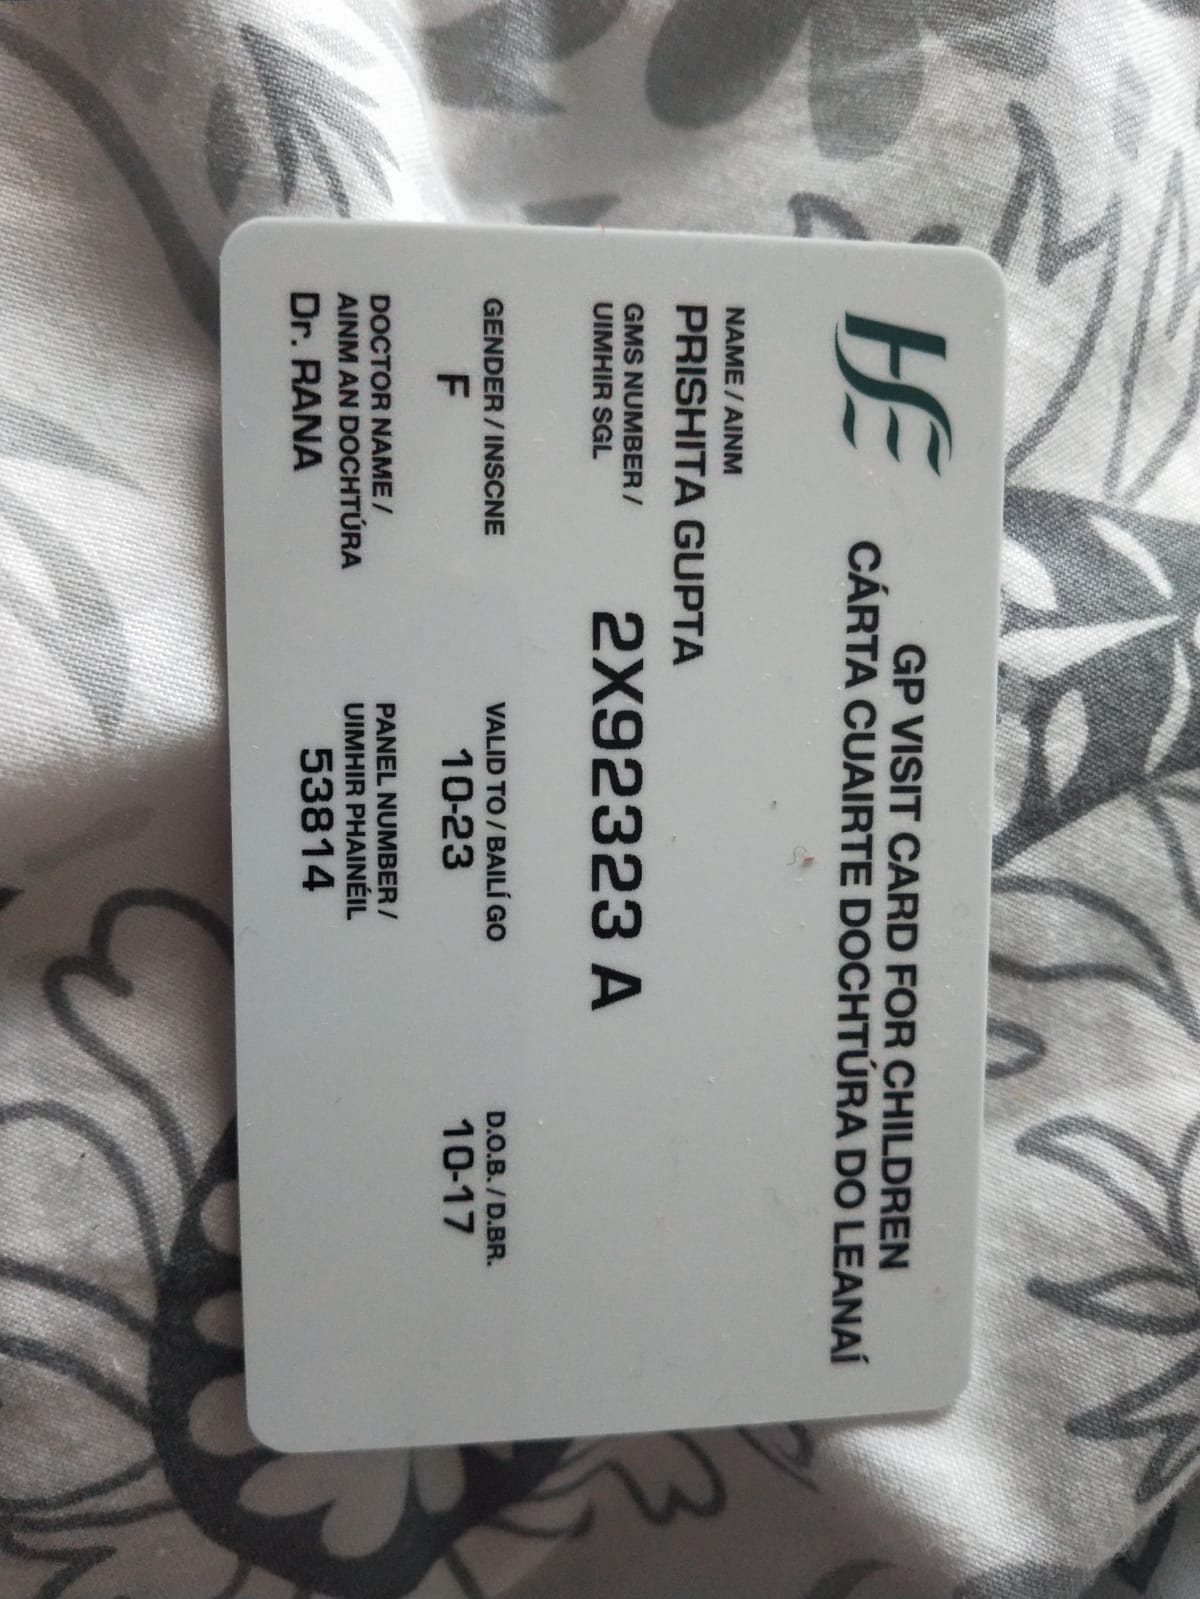 HSE
GP VISIT CARD FOR CHILDREN
CÁRTA CUAIRTE DOCHTÚRA DO LEANAÍ
NAME / AINM
PRISHITA GUPTA
GMS NUMBER /
UIMHIR SGL
2X92323 A
GENDER / INSCNE
F
VALID TO / BAILÍ GO
10-23
D.O.B. / D.BR.
10-17
DOCTOR NAME /
AINM AN DOCHTÚRA
Dr. RANA
PANEL NUMBER /
UIMHIR PHAINÉIL
53814